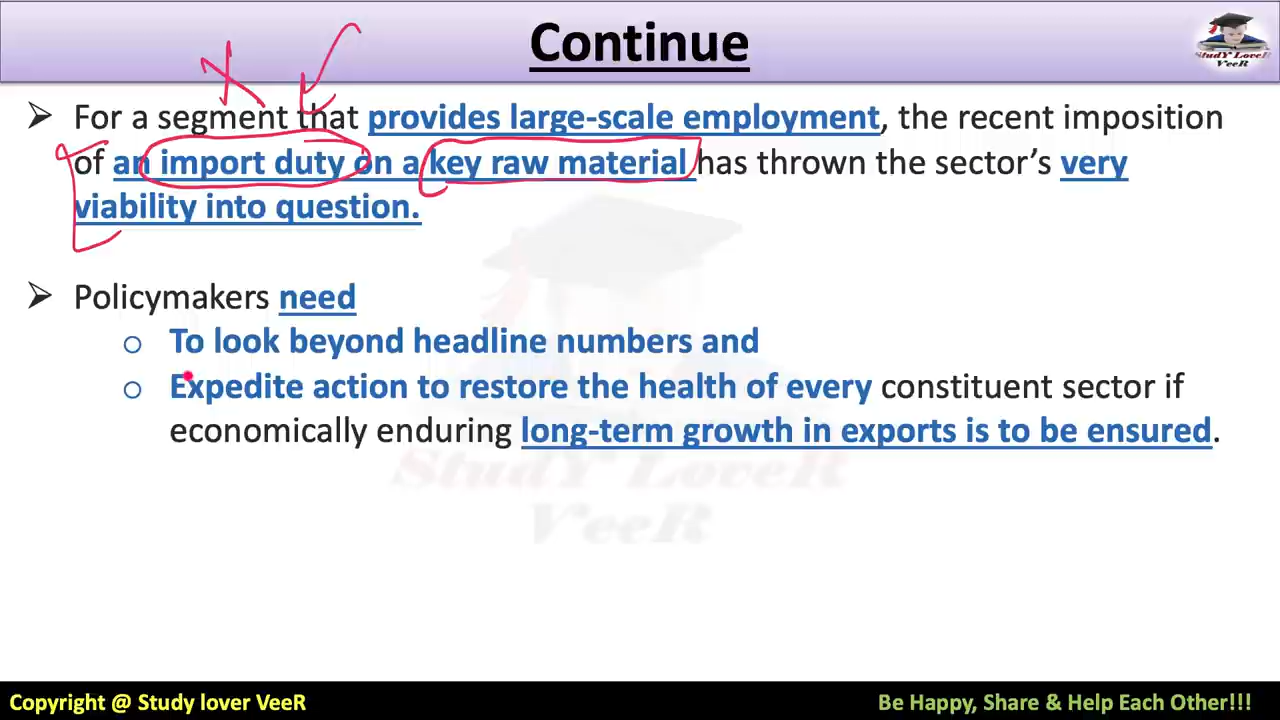 Continue
StudY LoveR
VeeR
➢ For a segment that provides large-scale employment, the recent imposition
of an import duty on a key raw material has thrown the sector's very
viability into question.
➢ Policymakers need
o To look beyond headline numbers and
o Expedite action to restore the health of every constituent sector if
economically enduring long-term growth in exports is to be ensured.
StudY LoveR
VeeR
Copyright @ Study lover VeeR
Be Happy, Share & Help Each Other!!!